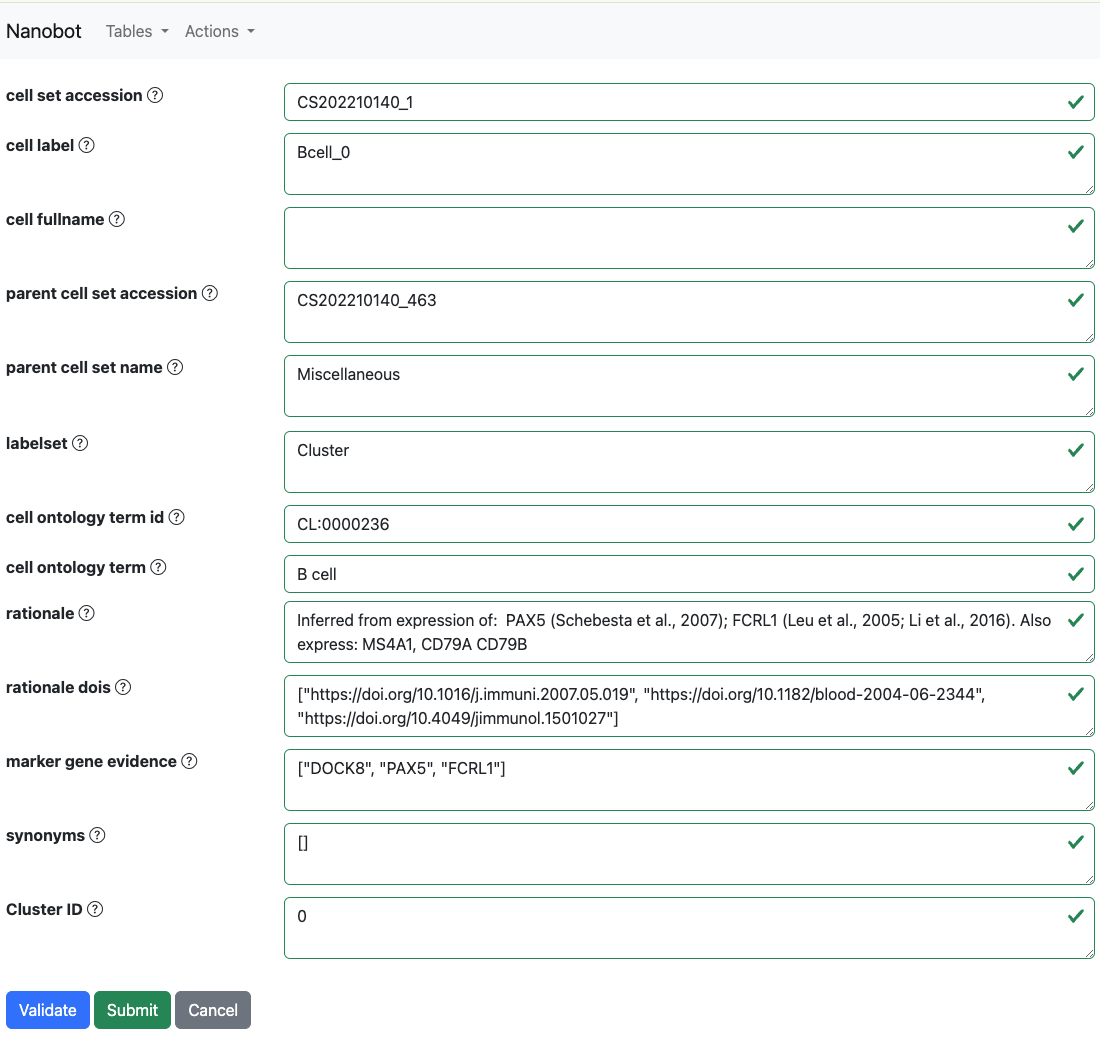 Nanobot Tables Actions
cell set accession ? CS202210140_1
cell label ? Bcell_0
cell fullname ?
parent cell set accession ? CS202210140_463
parent cell set name ? Miscellaneous
labelset ? Cluster
cell ontology term id ? CL:0000236
cell ontology term ? B cell
rationale ? Inferred from expression of:  PAX5 (Schebesta et al., 2007); FCRL1 (Leu et al., 2005; Li et al., 2016). Also
express: MS4A1, CD79A CD79B
rationale dois ? ["https://doi.org/10.1016/j.immuni.2007.05.019", "https://doi.org/10.1182/blood-2004-06-2344",
"https://doi.org/10.4049/jimmunol.1501027"]
marker gene evidence ? ["DOCK8", "PAX5", "FCRL1"]
synonyms ? []
Cluster ID ? 0
Validate Submit Cancel